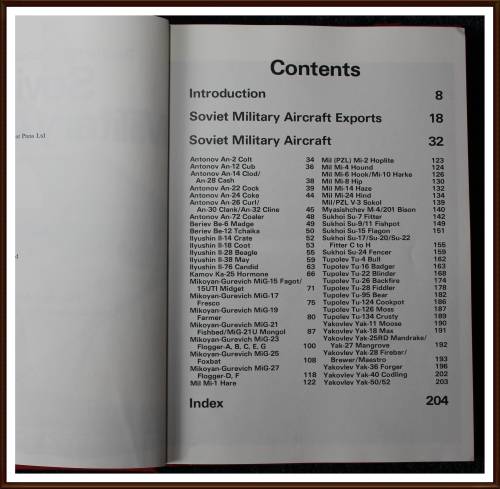 st Press Ltd
d
Contents
Introduction 8
Soviet Military Aircraft Exports 18
Soviet Military Aircraft 32
Antonov An-2 Colt 34
Antonov An-12 Cub 36
Antonov An-14 Clod/
An-28 Cash 38
Antonov An-22 Cock 39
Antonov An-24 Coke 44
Antonov An-26 Curl/
An-30 Clank/An-32 Cline 45
Antonov An-72 Coaler 48
Beriev Be-6 Madge 49
Beriev Be-12 Tchaika 50
Ilyushin Il-14 Crate 52
Ilyushin Il-18 Coot 53
Ilyushin Il-28 Beagle 55
Ilyushin Il-38 May 59
Ilyushin Il-76 Candid 63
Kamov Ka-25 Hormone 66
Mikoyan-Gurevich MiG-15 Fagot/
15UTI Midget 71
Mikoyan-Gurevich MiG-17
Fresco 75
Mikoyan-Gurevich MiG-19
Farmer 80
Mikoyan-Gurevich MiG-21
Fishbed/MiG-21U Mongol 87
Mikoyan-Gurevich MiG-23
Flogger-A, B, C, E, G 100
Mikoyan-Gurevich MiG-25
Foxbat 108
Mikoyan-Gurevich MiG-27
Flogger-D, F 118
Mil Mi-1 Hare 122
Mil (PZL) Mi-2 Hoplite 123
Mil Mi-4 Hound 124
Mil Mi-6 Hook/Mi-10 Harke 126
Mil Mi-8 Hip 130
Mil Mi-14 Haze 132
Mil Mi-24 Hind 134
Mil/PZL V-3 Sokol 139
Myasishchev M-4/201 Bison 140
Sukhoi Su-7 Fitter 142
Sukhoi Su-9/11 Fishpot 149
Sukhoi Su-15 Flagon 151
Sukhoi Su-17/Su-20/Su-22
Fitter C to H 155
Sukhoi Su-24 Fencer 159
Tupolev Tu-4 Bull 162
Tupolev Tu-16 Badger 163
Tupolev Tu-22 Blinder 168
Tupolev Tu-26 Backfire 174
Tupolev Tu-28 Fiddler 178
Tupolev Tu-95 Bear 182
Tupolev Tu-124 Cookpot 186
Tupolev Tu-126 Moss 187
Tupolev Tu-134 Crusty 189
Yakovlev Yak-11 Moose 190
Yakovlev Yak-18 Max 191
Yakovlev Yak-25RD Mandrake/
Yak-27 Mangrove 192
Yakovlev Yak-28 Firebar/
Brewer/Maestro 193
Yakovlev Yak-36 Forger 196
Yakovlev Yak-40 Codling 202
Yakovlev Yak-50/52 203
Index 204